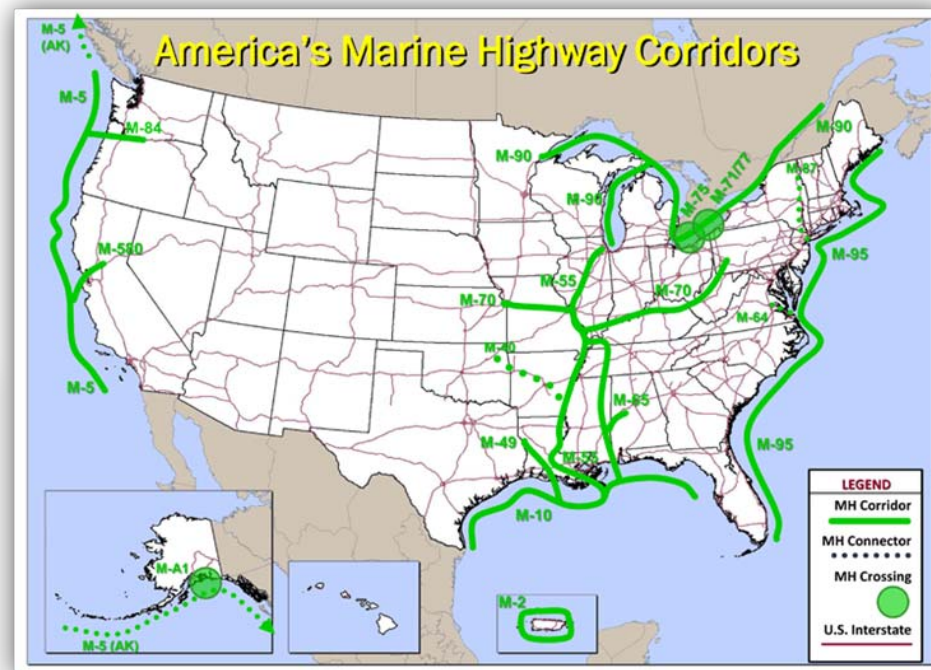 America's Marine Highway Corridors
M-5
(AK)
M-5
M-84
M-580
M-5
M-90
M-90
M-75
M-71/77
M-90
M-87
M-95
M-55
M-70
M-70
M-64
M-40
M-65
M-49
M-55
M-95
M-10
M-A1
M-5 (AK)
M-2
LEGEND
MH Corridor
MH Connector
MH Crossing
U.S. Interstate